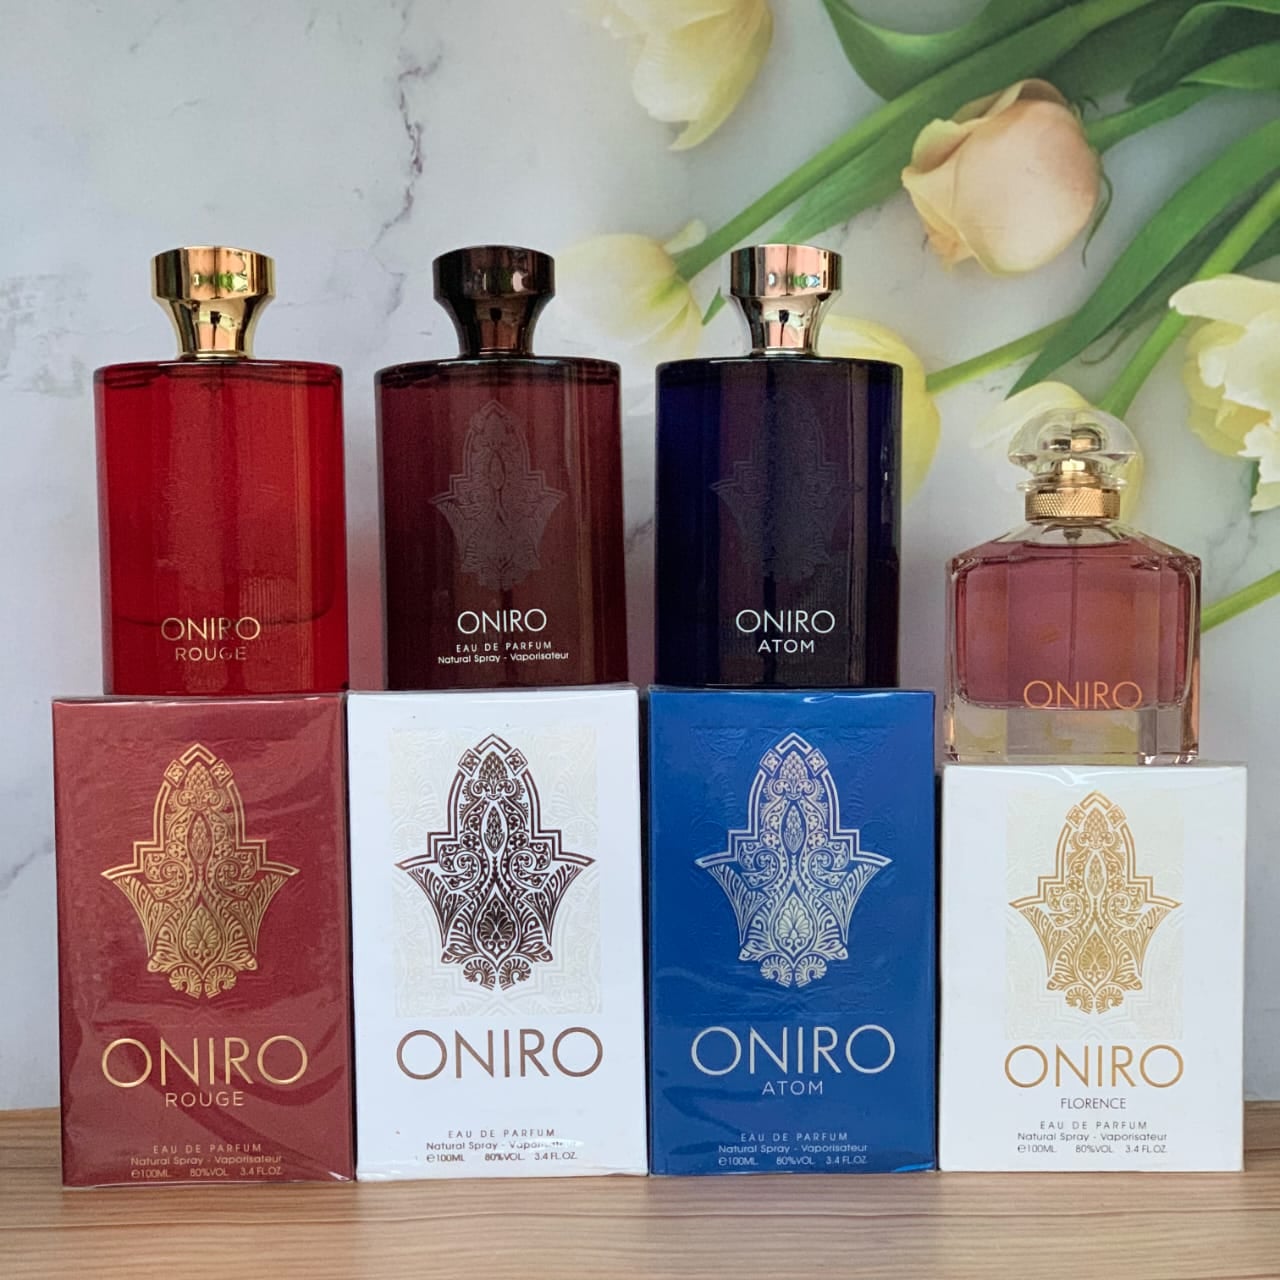 ONIRO
ROUGE
ONIRO
EAU DE PARFUM
Natural Spray - Vaporisateur
ONIRO
ATOM
ONIRO
ONIRO
ROUGE
EAU DE PARFUM
Natural Spray - Vaporisateur
℮100ML 80%VOL 3.4 FL.OZ.
ONIRO
EAU DE PARFUM
Natural Spray - Vaporisateur
℮100ML 80%VOL 3.4 FL.OZ.
ONIRO
ATOM
EAU DE PARFUM
Natural Spray - Vaporisateur
℮100ML 80%VOL 3.4 FL.OZ.
ONIRO
FLORENCE
EAU DE PARFUM
Natural Spray - Vaporisateur
℮100ML 80%VOL 3.4 FL.OZ.